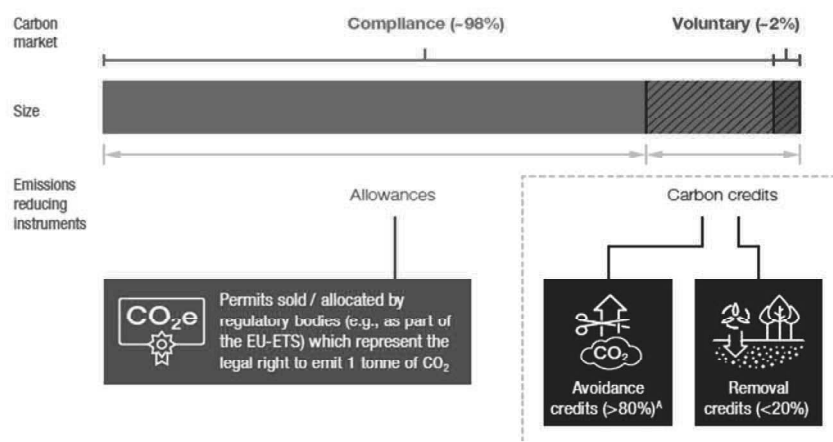 Carbon
market
Compliance (~98%)
Voluntary (~2%)
Size
Emissions
reducing
instruments
Allowances
Carbon credits
CO₂e
Permits sold / allocated by
regulatory bodies (e.g., as part of
the EU-ETS) which represent the
legal right to emit 1 tonne of CO₂
CO₂
Avoidance
credits (>80%)ᴬ
Removal
credits (<20%)